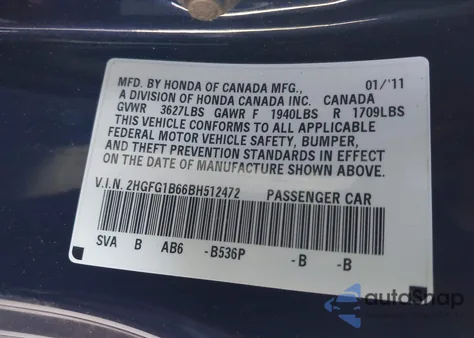 MFD. BY HONDA OF CANADA MFG., 01/'11
A DIVISION OF HONDA CANADA INC. CANADA
GVWR 3627LBS GAWR F 1940LBS R 1709LBS
THIS VEHICLE CONFORMS TO ALL APPLICABLE
FEDERAL MOTOR VEHICLE SAFETY, BUMPER,
AND THEFT PREVENTION STANDARDS IN EFFECT
ON THE DATE OF MANUFACTURE SHOWN ABOVE.
V.I.N. 2HGFG1B66BH512472 PASSENGER CAR
SVA B AB6 -B536P -B -B
autoSnap